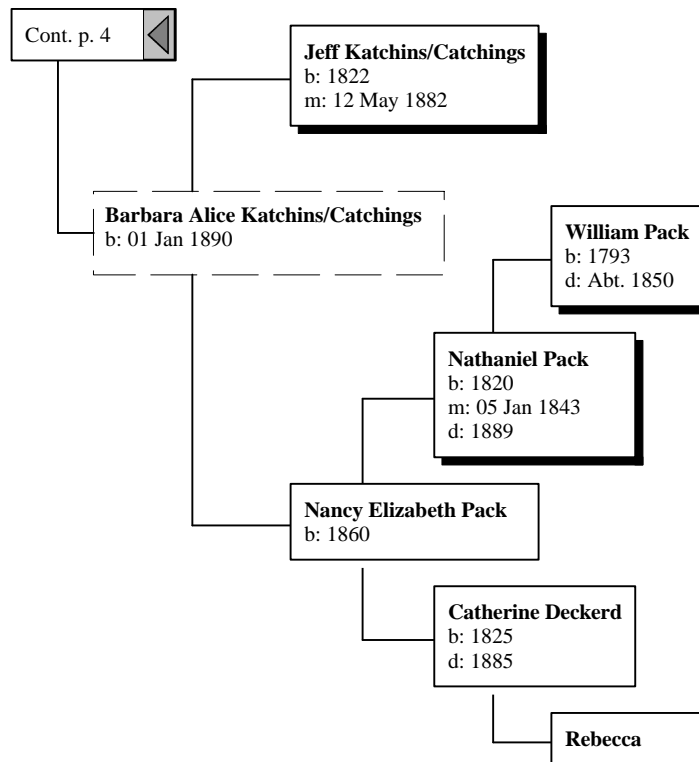 Cont. p. 4
Jeff Katchins/Catchings
b: 1822
m: 12 May 1882
Barbara Alice Katchins/Catchings
b: 01 Jan 1890
William Pack
b: 1793
d: Abt. 1850
Nathaniel Pack
b: 1820
m: 05 Jan 1843
d: 1889
Nancy Elizabeth Pack
b: 1860
Catherine Deckerd
b: 1825
d: 1885
Rebecca